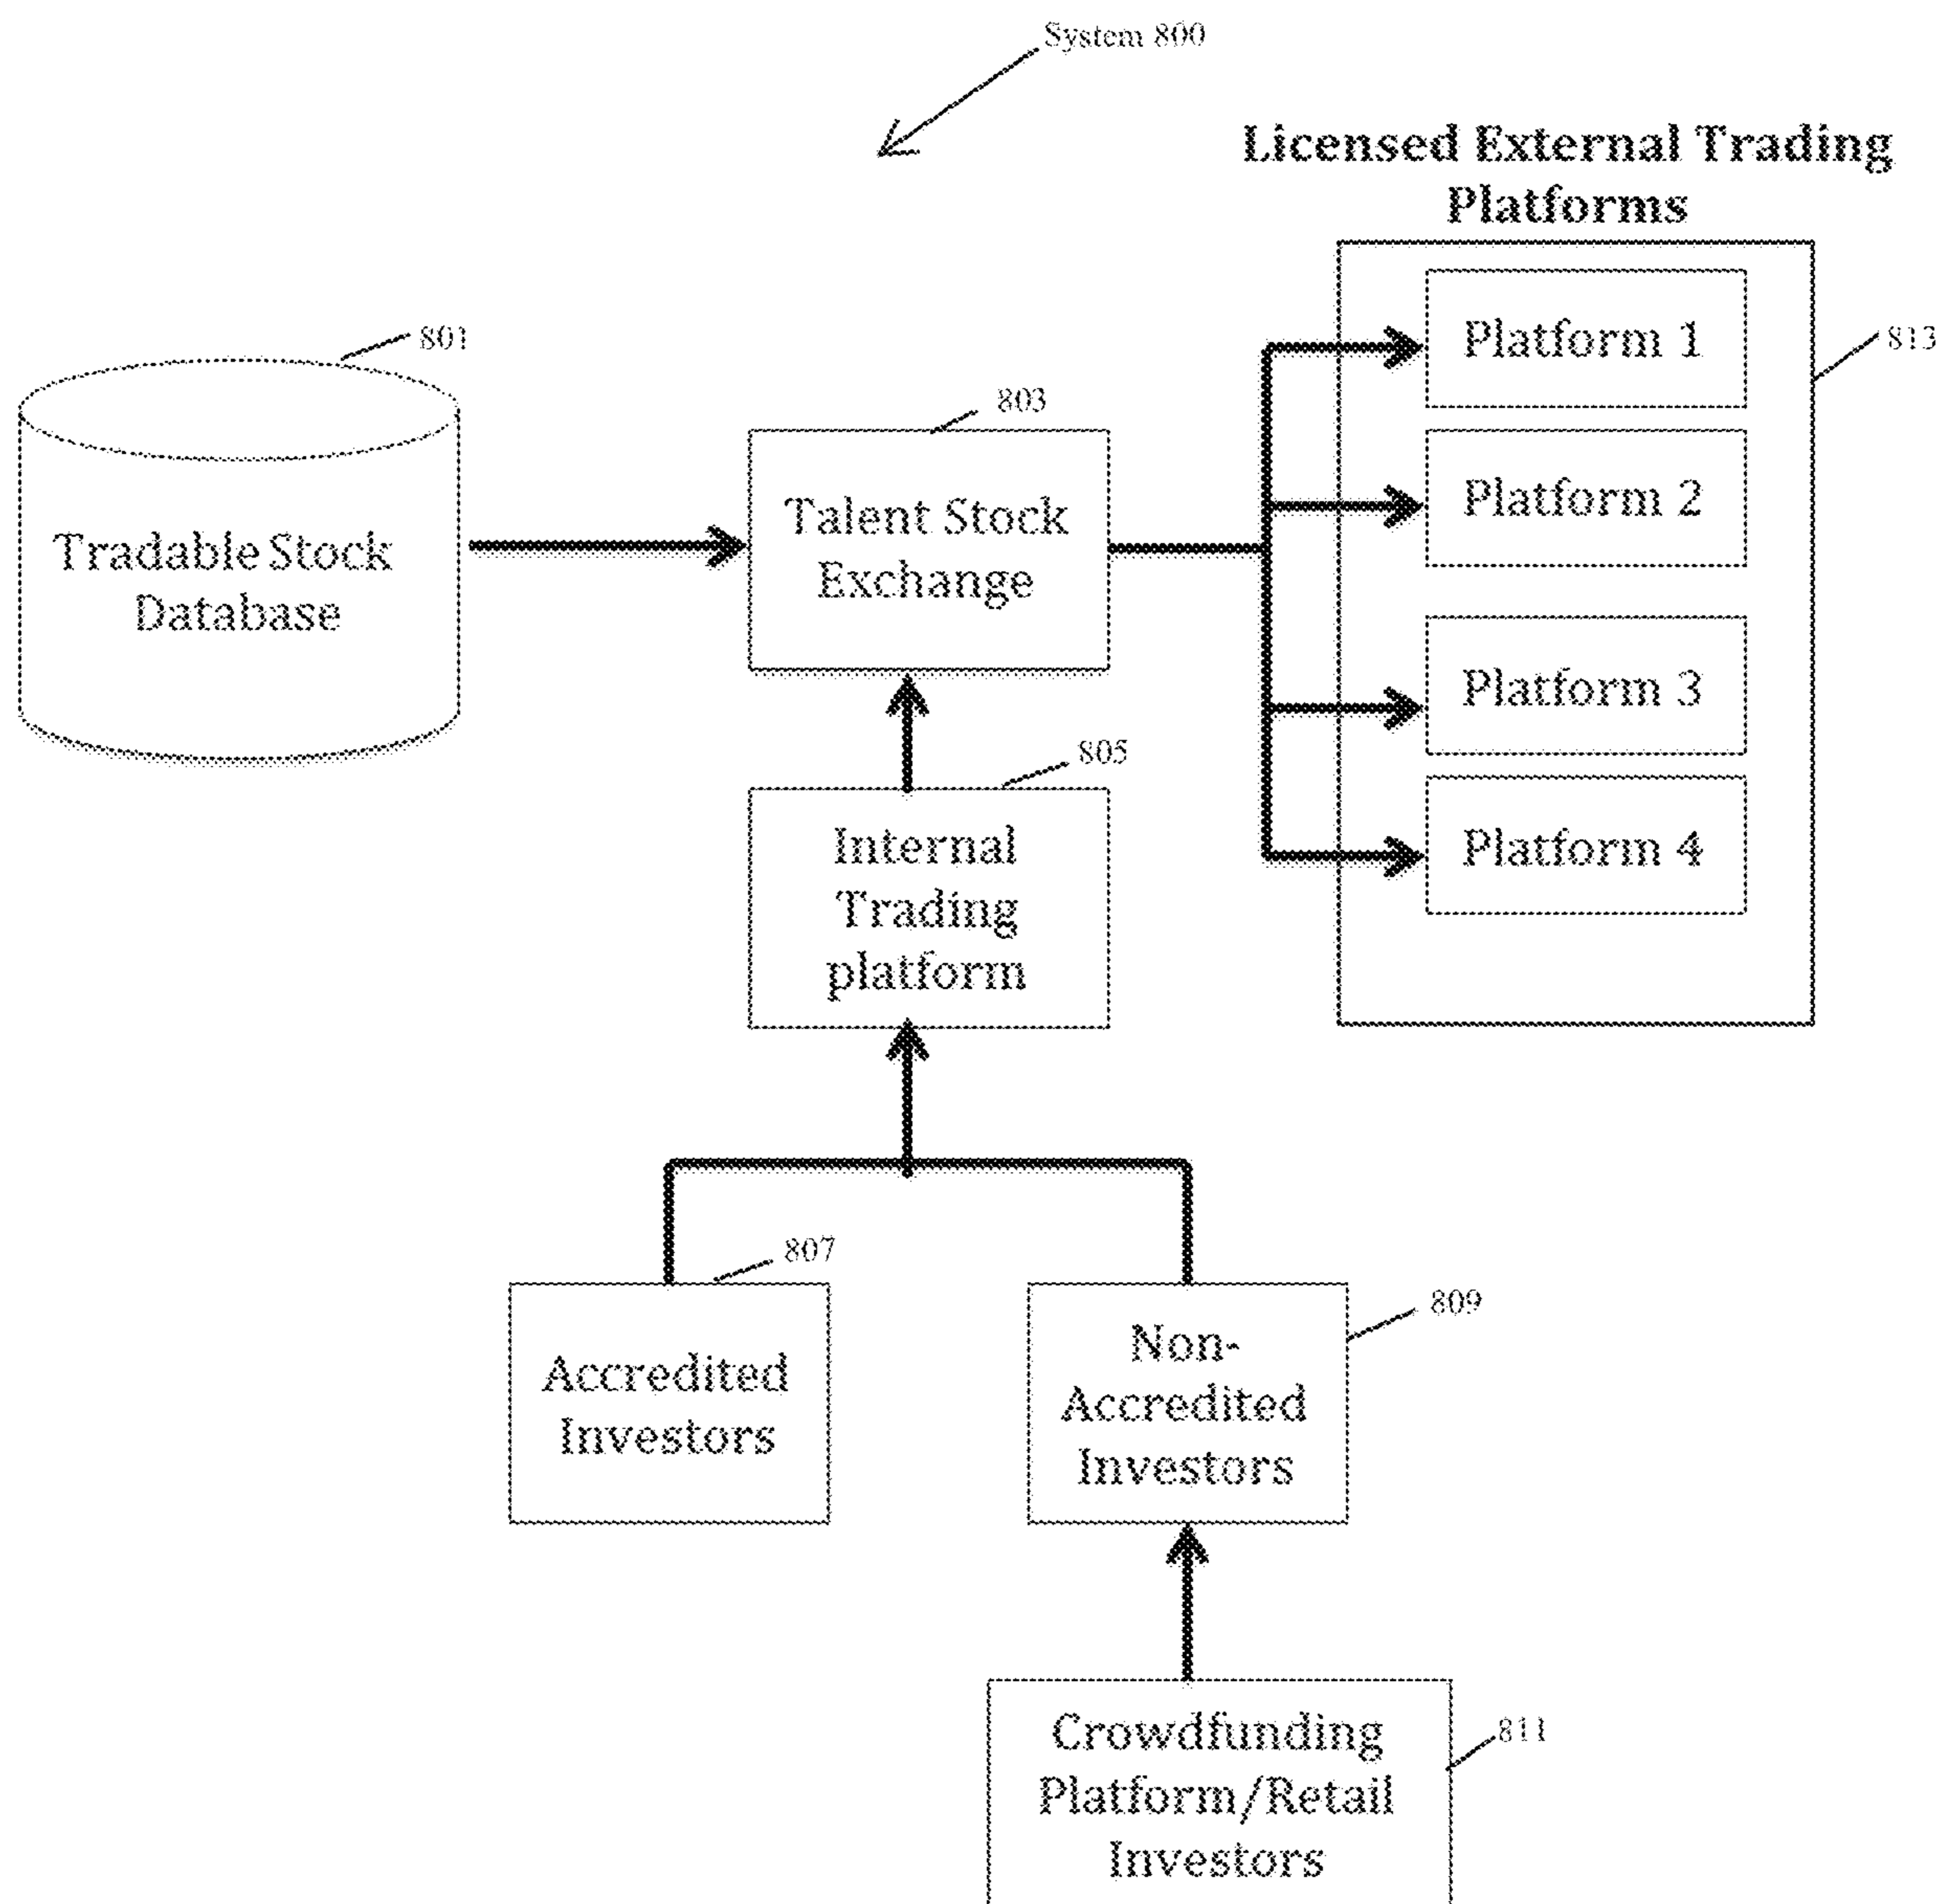 System 800
Licensed External Trading
Platforms
801
Tradable Stock
Database
803
Talent Stock
Exchange
Platform 1
813
Platform 2
Platform 3
Platform 4
805
Internal
Trading
platform
807
Accredited
Investors
809
Non-
Accredited
Investors
811
Crowdfunding
Platform/Retail
Investors